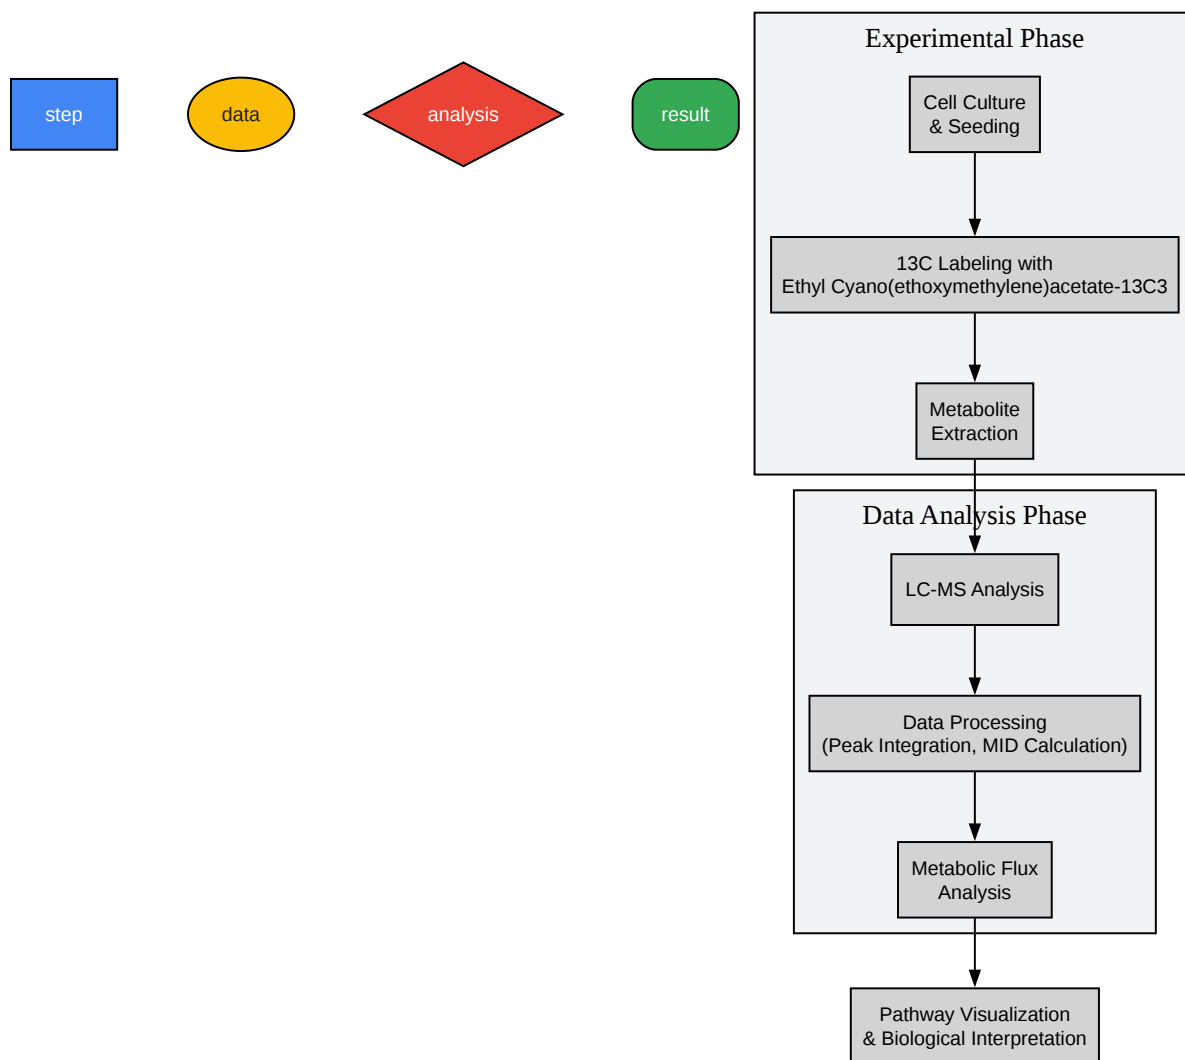 Experimental Phase
step
data
analysis
result
Cell Culture
& Seeding
13C Labeling with
Ethyl Cyano(ethoxymethylene)acetate-13C3
Metabolite
Extraction
Data Analysis Phase
LC-MS Analysis
Data Processing
(Peak Integration, MID Calculation)
Metabolic Flux
Analysis
Pathway Visualization
& Biological Interpretation